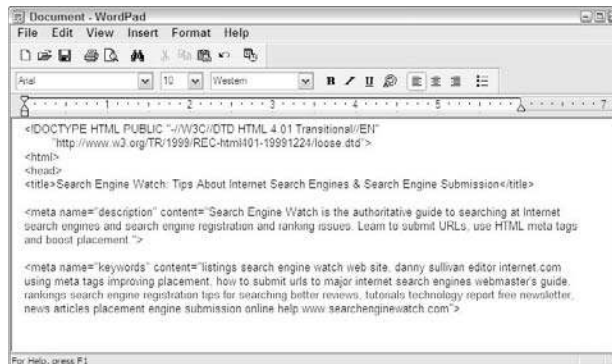 Document - WordPad
File Edit View Insert Format Help
Arial 10 Western B I U
1 2 3 4 5 7
<!DOCTYPE HTML PUBLIC "-//W3C//DTD HTML 4.01 Transitional//EN"
"http://www.w3.org/TR/1999/REC-html401-19991224/loose.dtd">
<html>
<head>
<title>Search Engine Watch: Tips About Internet Search Engines & Search Engine Submission</title>
<meta name="description" content="Search Engine Watch is the authoritative guide to searching at Internet
search engines and search engine registration and ranking issues. Learn to submit URLs, use HTML meta tags
and boost placement.">
<meta name="keywords" content="listings search engine watch web site, danny sullivan editor internet.com
using meta tags improving placement, how to submit urls to major internet search engines webmaster's guide,
rankings search engine registration tips for searching better reviews, tutorials technology report free newsletter,
news articles placement engine submission online help www.searchenginewatch.com">
For Help, press F1